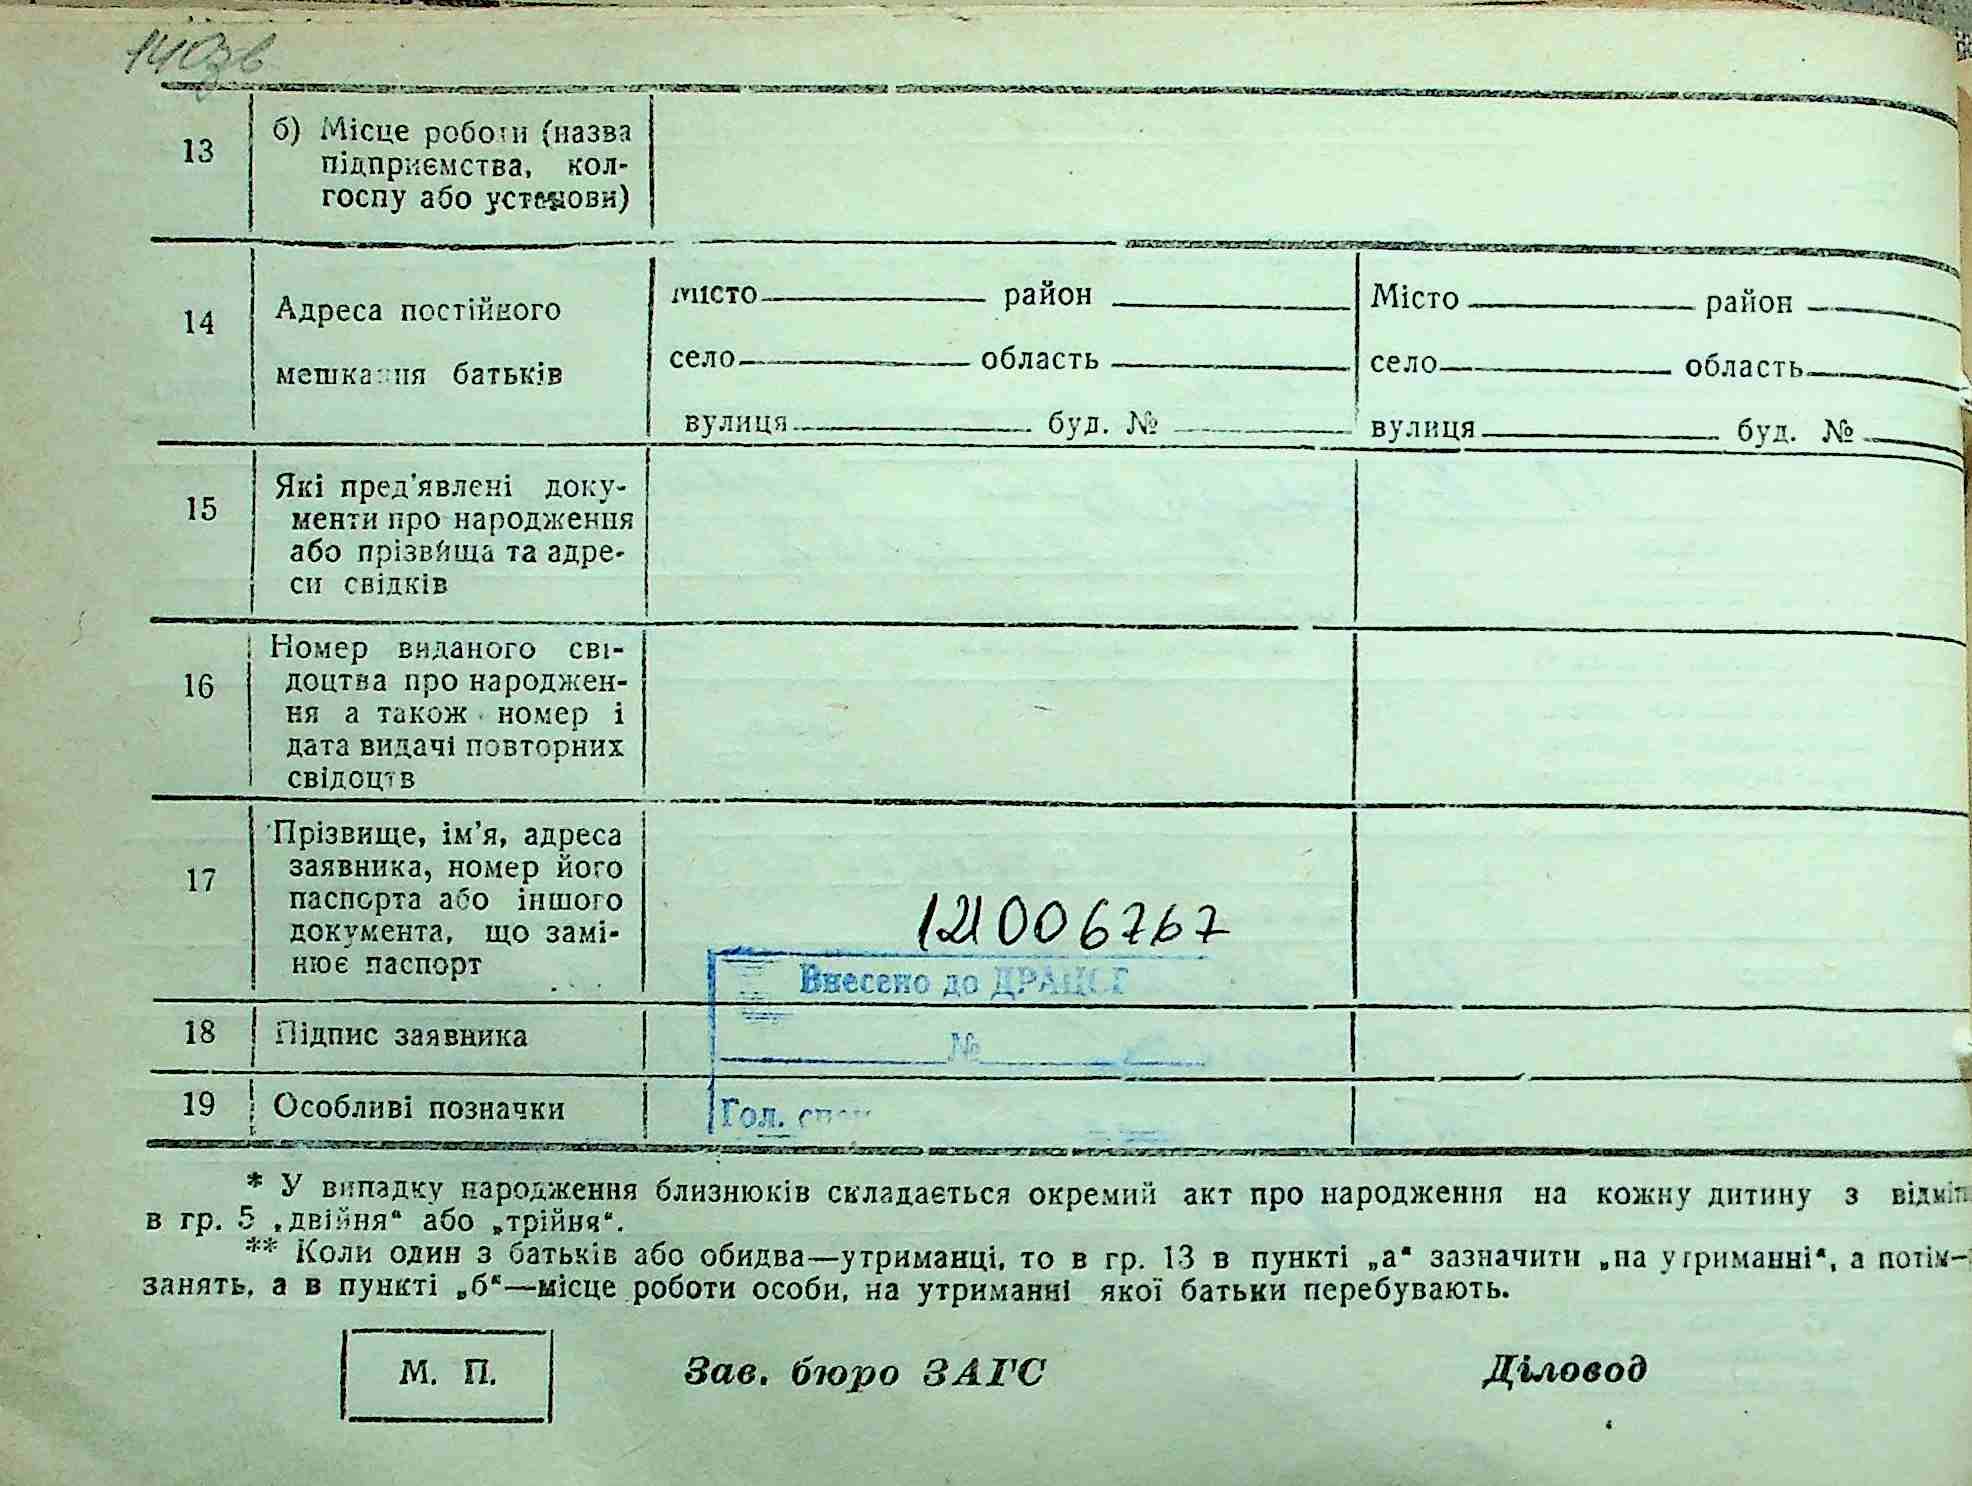 140зв
13
б) Місце роботи (назва
підприємства, кол-
госпу або установи)
14
Адреса постійного
мешкання батьків
Місто район
село область
вулиця буд. №
Місто район
село область
вулиця буд. №
15
Які пред'явлені доку-
менти про народження
або прізвища та адре-
си свідків
16
Номер виданого сві-
доцтва про народжен-
ня а також номер і
дата видачі повторних
свідоцтв
17
Прізвище, ім'я, адреса
заявника, номер його
паспорта або іншого
документа, що замі-
нює паспорт
121006767
Внесено до ДРАЦСГ
№
Гол. спец
18
Підпис заявника
19
Особливі позначки
* У випадку народження близнюків складається окремий акт про народження на кожну дитину з відміт
в гр. 5 „двійня“ або „трійня“.
** Коли один з батьків або обидва—утриманці, то в гр. 13 в пункті „а“ зазначити „на утриманні“, а потім—
занять, а в пункті „б“—місце роботи особи, на утриманні якої батьки перебувають.
М. П.
Зав. бюро ЗАГС
Діловод